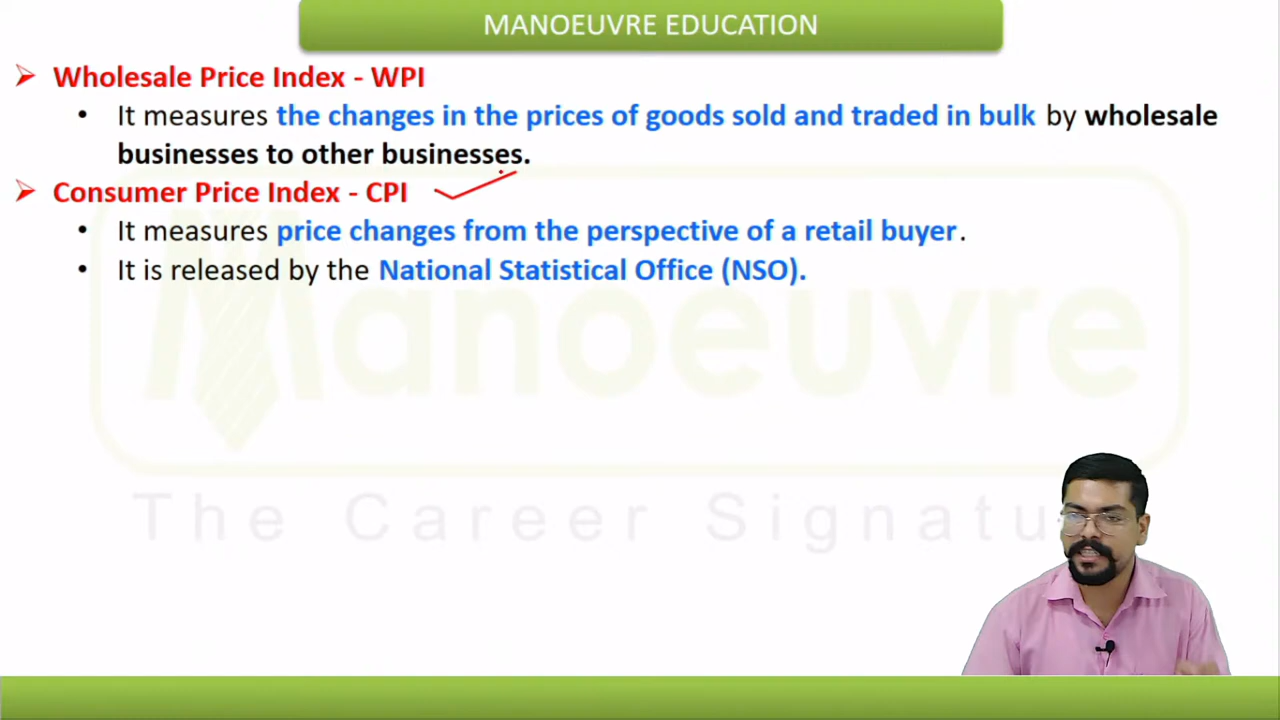 MANOEUVRE EDUCATION
➢ Wholesale Price Index - WPI
• It measures the changes in the prices of goods sold and traded in bulk by wholesale
businesses to other businesses.
➢ Consumer Price Index - CPI
• It measures price changes from the perspective of a retail buyer.
• It is released by the National Statistical Office (NSO).
Manoeuvre
The Career Signatu